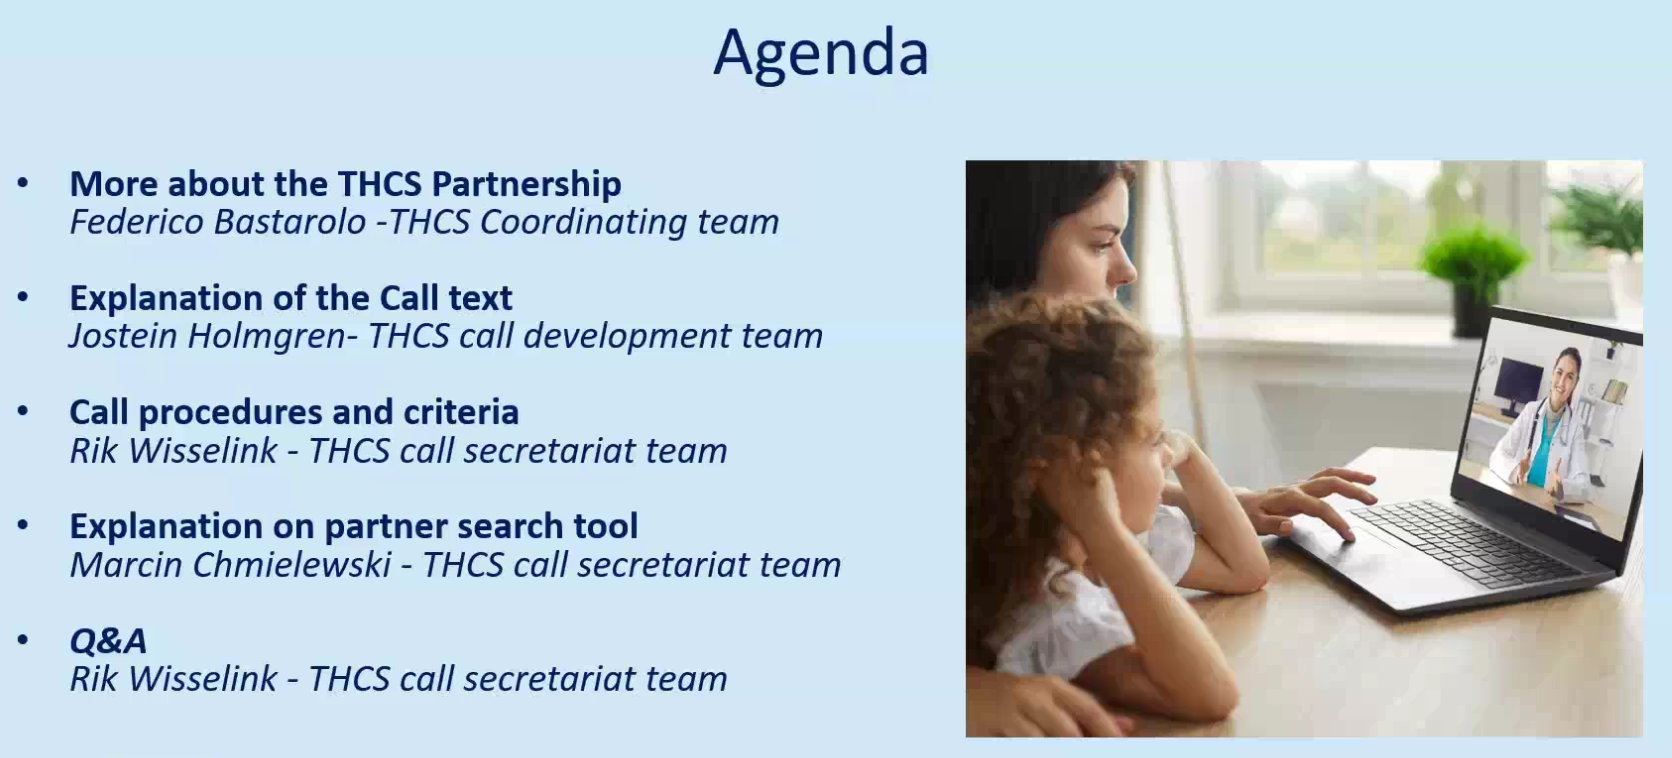 Agenda
• More about the THCS Partnership
Federico Bastarolo -THCS Coordinating team
• Explanation of the Call text
Jostein Holmgren- THCS call development team
• Call procedures and criteria
Rik Wisselink - THCS call secretariat team
• Explanation on partner search tool
Marcin Chmielewski - THCS call secretariat team
• Q&A
Rik Wisselink - THCS call secretariat team